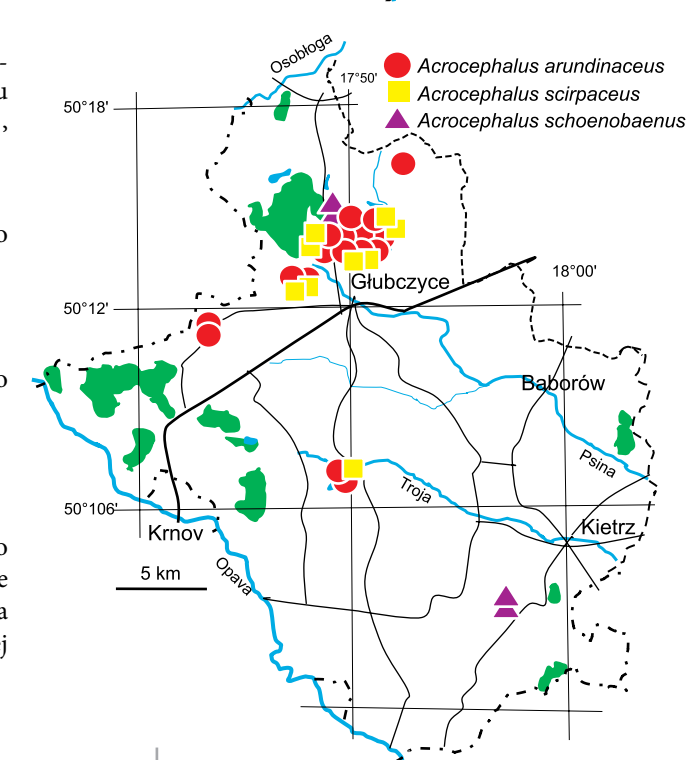 Osobłoga
17°50'
Acrocephalus arundinaceus
Acrocephalus scirpaceus
Acrocephalus schoenobaenus
50°18'
u
,
o
Głubczyce
18°00'
50°12'
o
Baborów
Psina
Troja
50°106'
Krnov
Kietrz
o
Opava
5 km
e
a
ej